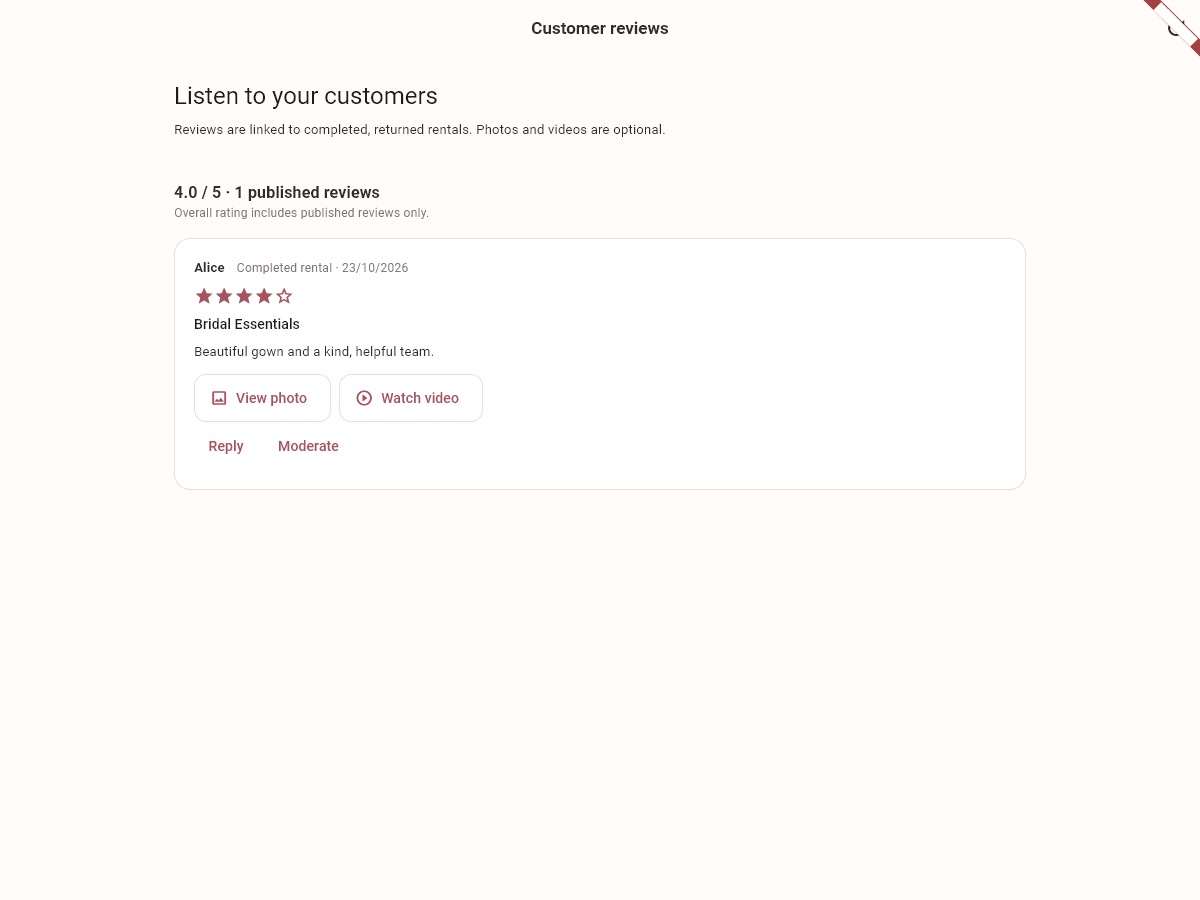 Customer reviews
Listen to your customers
Reviews are linked to completed, returned rentals. Photos and videos are optional.
4.0 / 5 · 1 published reviews
Overall rating includes published reviews only.
Alice Completed rental · 23/10/2026
Bridal Essentials
Beautiful gown and a kind, helpful team.
View photo Watch video
Reply Moderate